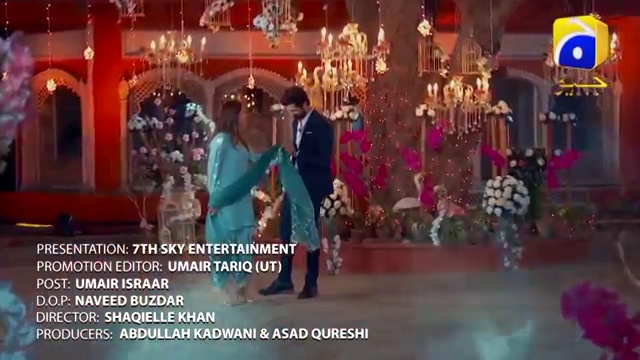 PRESENTATION: 7TH SKY ENTERTAINMENT
PROMOTION EDITOR: UMAIR TARIQ (UT)
POST: UMAIR ISRAAR
D.O.P: NAVEED BUZDAR
DIRECTOR: SHAQIELLE KHAN
PRODUCERS: ABDULLAH KADWANI & ASAD QURESHI